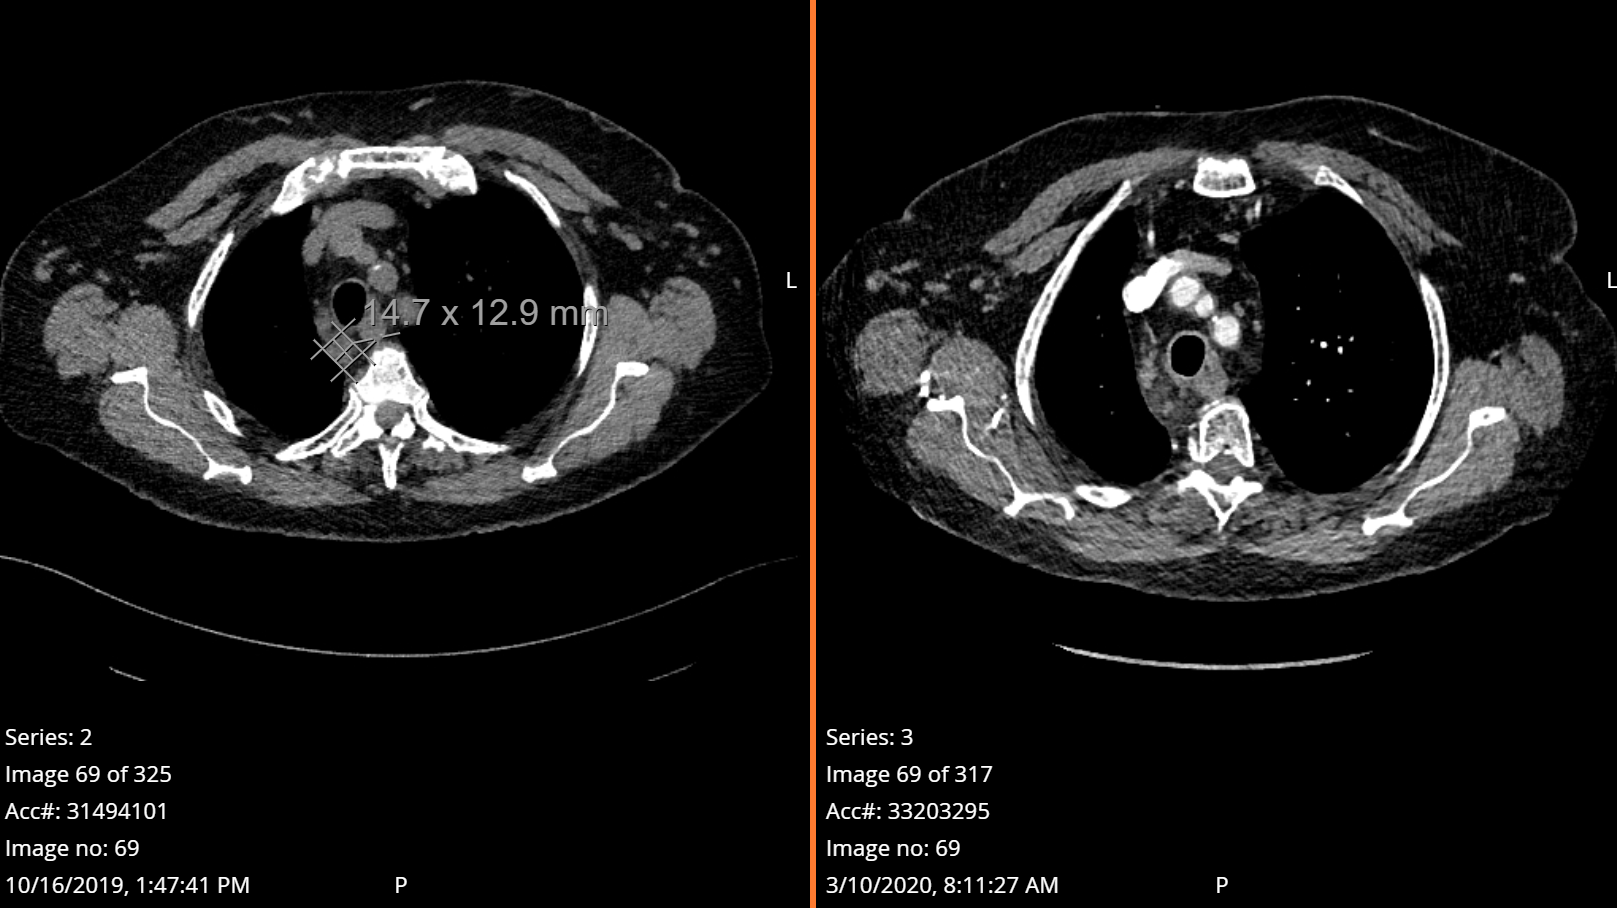 14.7 x 12.9 mm
L
Series: 2
Image 69 of 325
Acc#: 31494101
Image no: 69
10/16/2019, 1:47:41 PM
P
L
Series: 3
Image 69 of 317
Acc#: 33203295
Image no: 69
3/10/2020, 8:11:27 AM
P